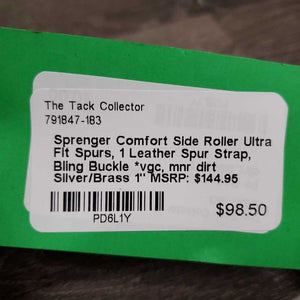 The Tack Collector
791847-183
Sprenger Comfort Side Roller Ultra
Fit Spurs, 1 Leather Spur Strap,
Bling Buckle *vgc, mnr dirt
Silver/Brass 1" MSRP: $144.95
PD6L1Y
$98.50